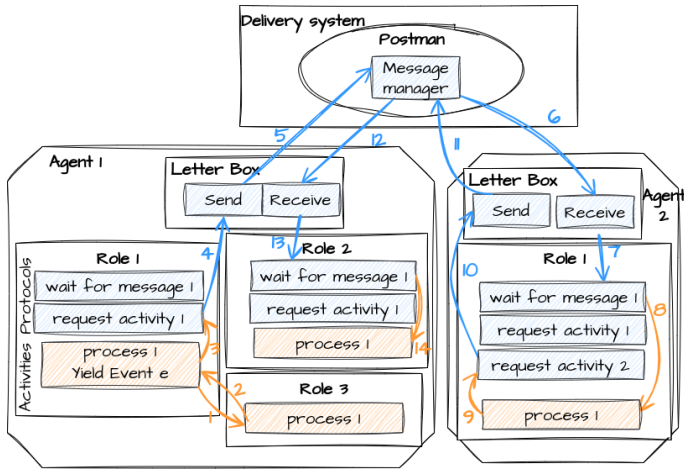 Delivery system
Postman
Message
manager
5
12
11
6
Agent 1
Letter Box
Send
Receive
Letter Box
Agent
2
Send
Receive
4
13
10
7
Protocols
Activities
Role 1
wait for message 1
request activity 1
3
process 1
Yield Event e
1
2
Role 2
wait for message 1
request activity 1
process 1
14
Role 3
process 1
Role 1
wait for message 1
8
request activity 1
request activity 2
9
process 1